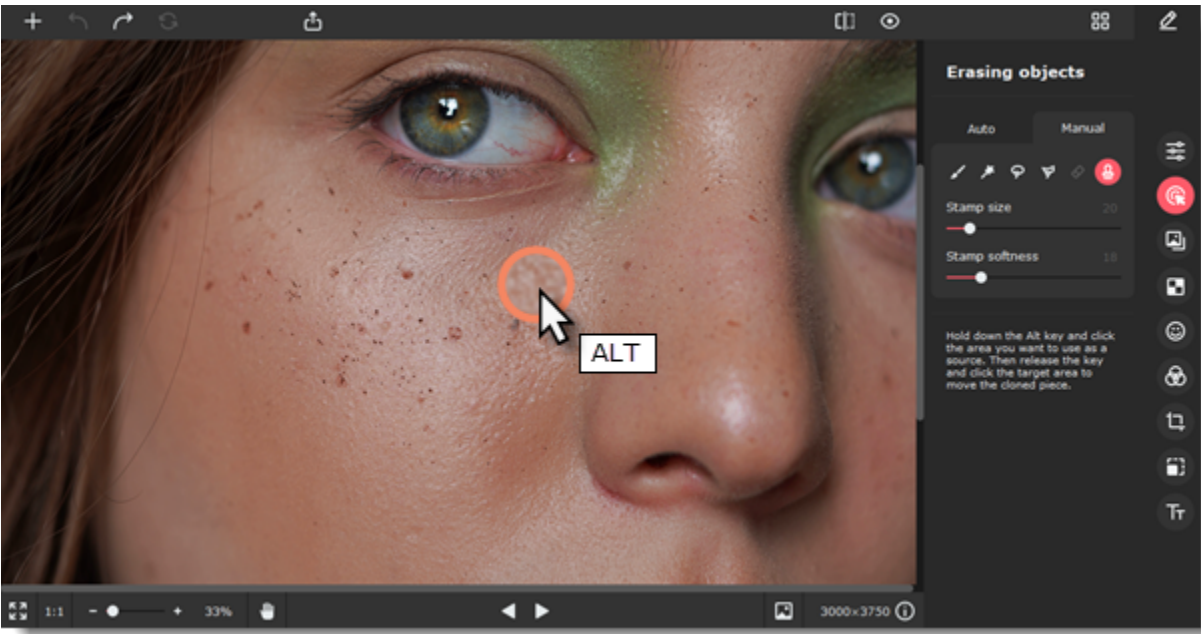 Erasing objects
Auto
Manual
Stamp size
20
Stamp softness
18
Hold down the Alt key and click
the area you want to use as a
source. Then release the key
and click the target area to
move the cloned piece.
ALT
Tт
1:1
33%
3000×3750